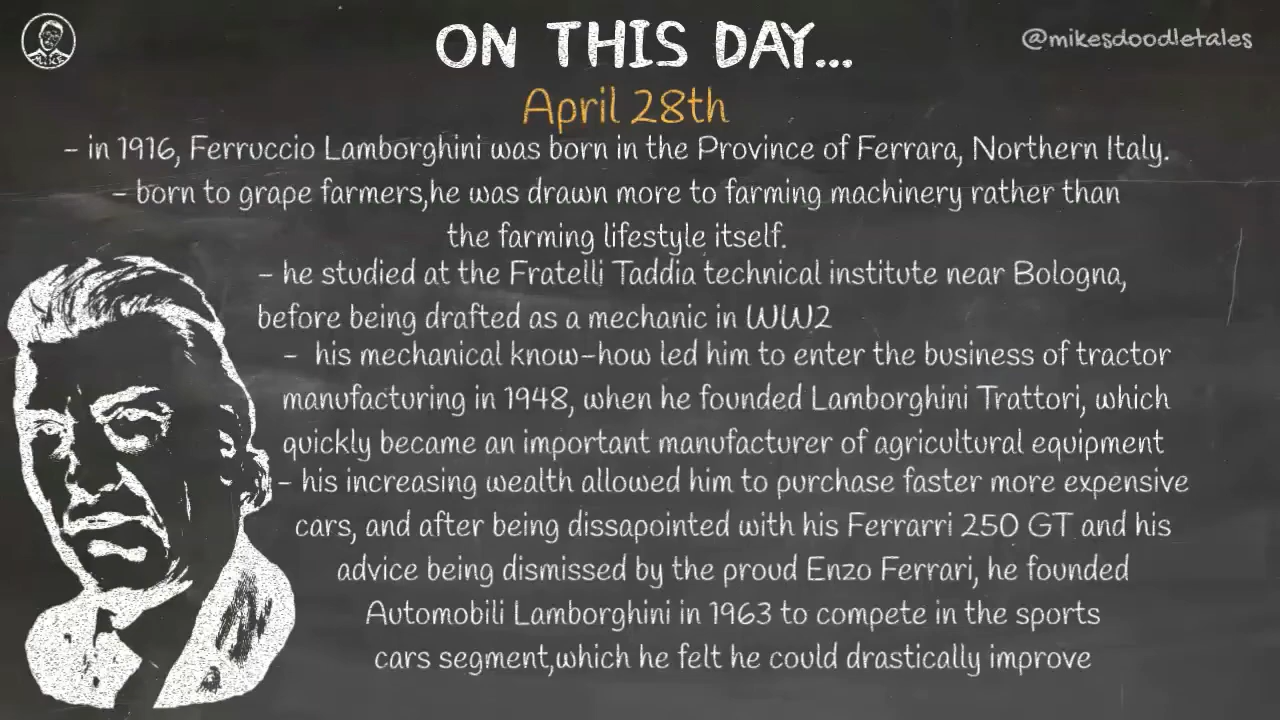 ON THIS DAY...
@mikesdoodletales
MIKE
April 28th
- in 1916, Ferruccio Lamborghini was born in the Province of Ferrara, Northern Italy.
- born to grape farmers,he was drawn more to farming machinery rather than
the farming lifestyle itself.
- he studied at the Fratelli Taddia technical institute near Bologna,
before being drafted as a mechanic in WW2
- his mechanical know-how led him to enter the business of tractor
manufacturing in 1948, when he founded Lamborghini Trattori, which
quickly became an important manufacturer of agricultural equipment
- his increasing wealth allowed him to purchase faster more expensive
cars, and after being dissapointed with his Ferrarri 250 GT and his
advice being dismissed by the proud Enzo Ferrari, he founded
Automobili Lamborghini in 1963 to compete in the sports
cars segment,which he felt he could drastically improve